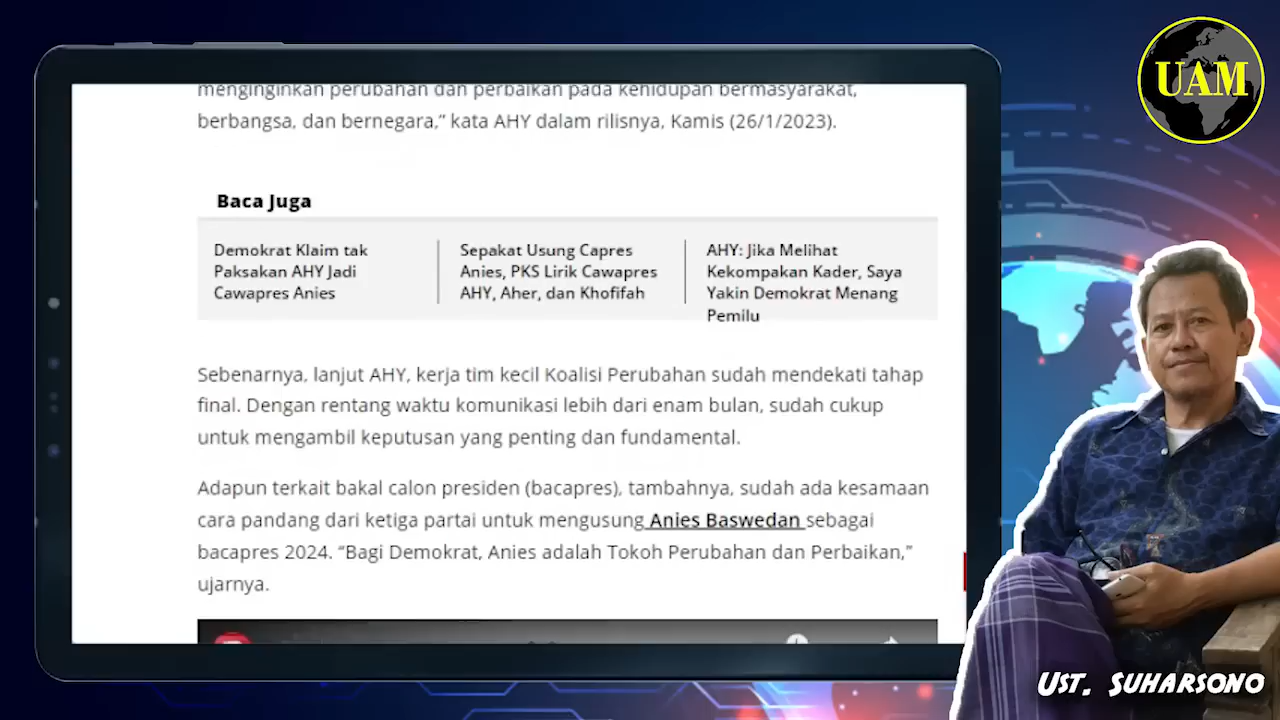 menginginkan perubahan dan perbaikan pada kehidupan bermasyarakat,
berbangsa, dan bernegara,” kata AHY dalam rilisnya, Kamis (26/1/2023).
Baca Juga
Demokrat Klaim tak
Paksakan AHY Jadi
Cawapres Anies
Sepakat Usung Capres
Anies, PKS Lirik Cawapres
AHY, Aher, dan Khofifah
AHY: Jika Melihat
Kekompakan Kader, Saya
Yakin Demokrat Menang
Pemilu
Sebenarnya, lanjut AHY, kerja tim kecil Koalisi Perubahan sudah mendekati tahap
final. Dengan rentang waktu komunikasi lebih dari enam bulan, sudah cukup
untuk mengambil keputusan yang penting dan fundamental.
Adapun terkait bakal calon presiden (bacapres), tambahnya, sudah ada kesamaan
cara pandang dari ketiga partai untuk mengusung Anies Baswedan sebagai
bacapres 2024. “Bagi Demokrat, Anies adalah Tokoh Perubahan dan Perbaikan,”
ujarnya.
UAM
Ust. Suharsono